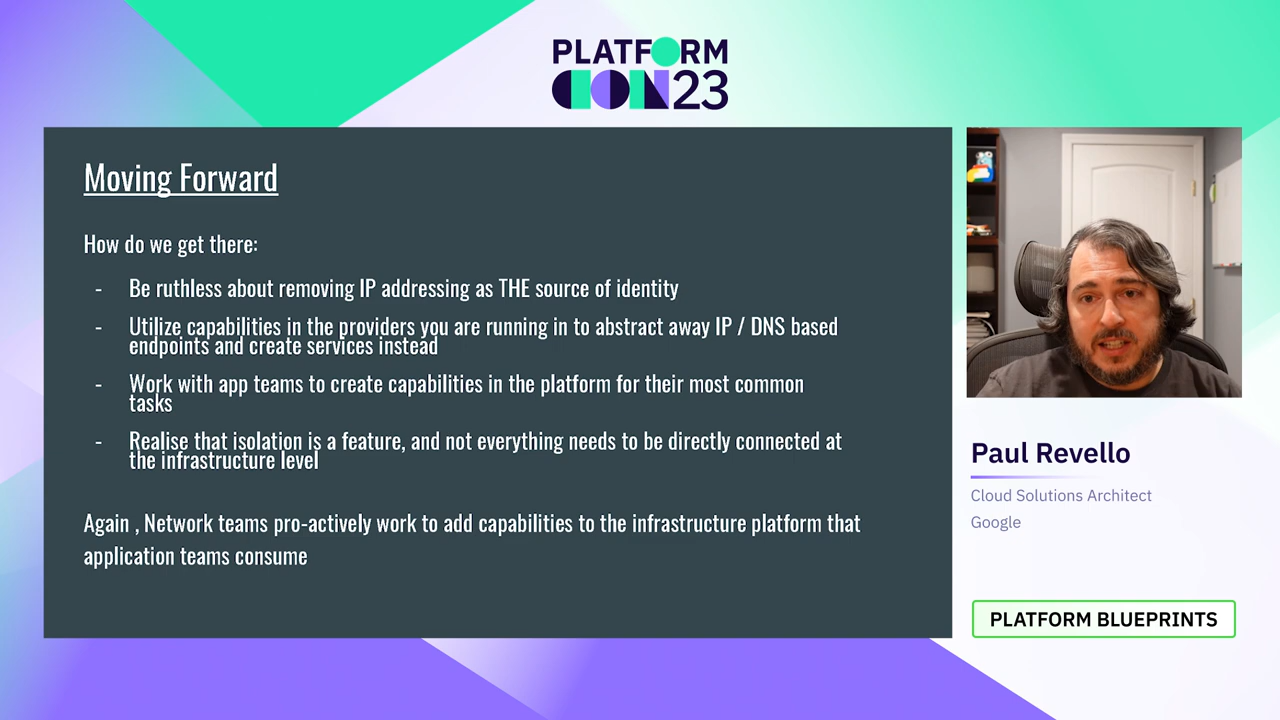 PLATFORM
CON23
Moving Forward
How do we get there:
- Be ruthless about removing IP addressing as THE source of identity
- Utilize capabilities in the providers you are running in to abstract away IP / DNS based
endpoints and create services instead
- Work with app teams to create capabilities in the platform for their most common
tasks
- Realise that isolation is a feature, and not everything needs to be directly connected at
the infrastructure level
Again , Network teams pro-actively work to add capabilities to the infrastructure platform that
application teams consume
Paul Revello
Cloud Solutions Architect
Google
PLATFORM BLUEPRINTS